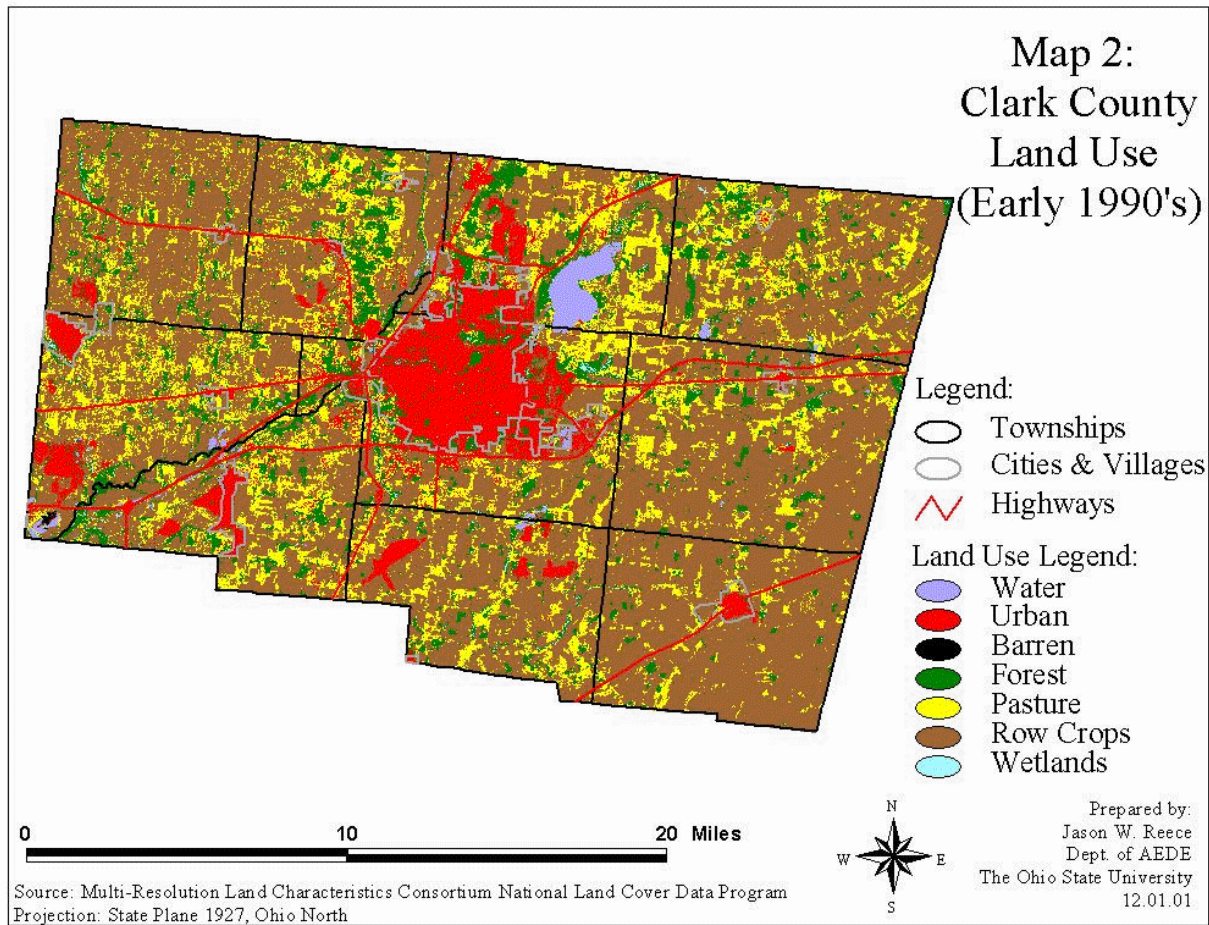 Map 2:
Clark County
Land Use
(Early 1990's)
Legend:
Townships
Cities & Villages
Highways
Land Use Legend:
Water
Urban
Barren
Forest
Pasture
Row Crops
Wetlands
0 10 20 Miles
N
W E
S
Prepared by:
Jason W. Reece
Dept. of AEDE
The Ohio State University
12.01.01
Source: Multi-Resolution Land Characteristics Consortium National Land Cover Data Program
Projection: State Plane 1927, Ohio North